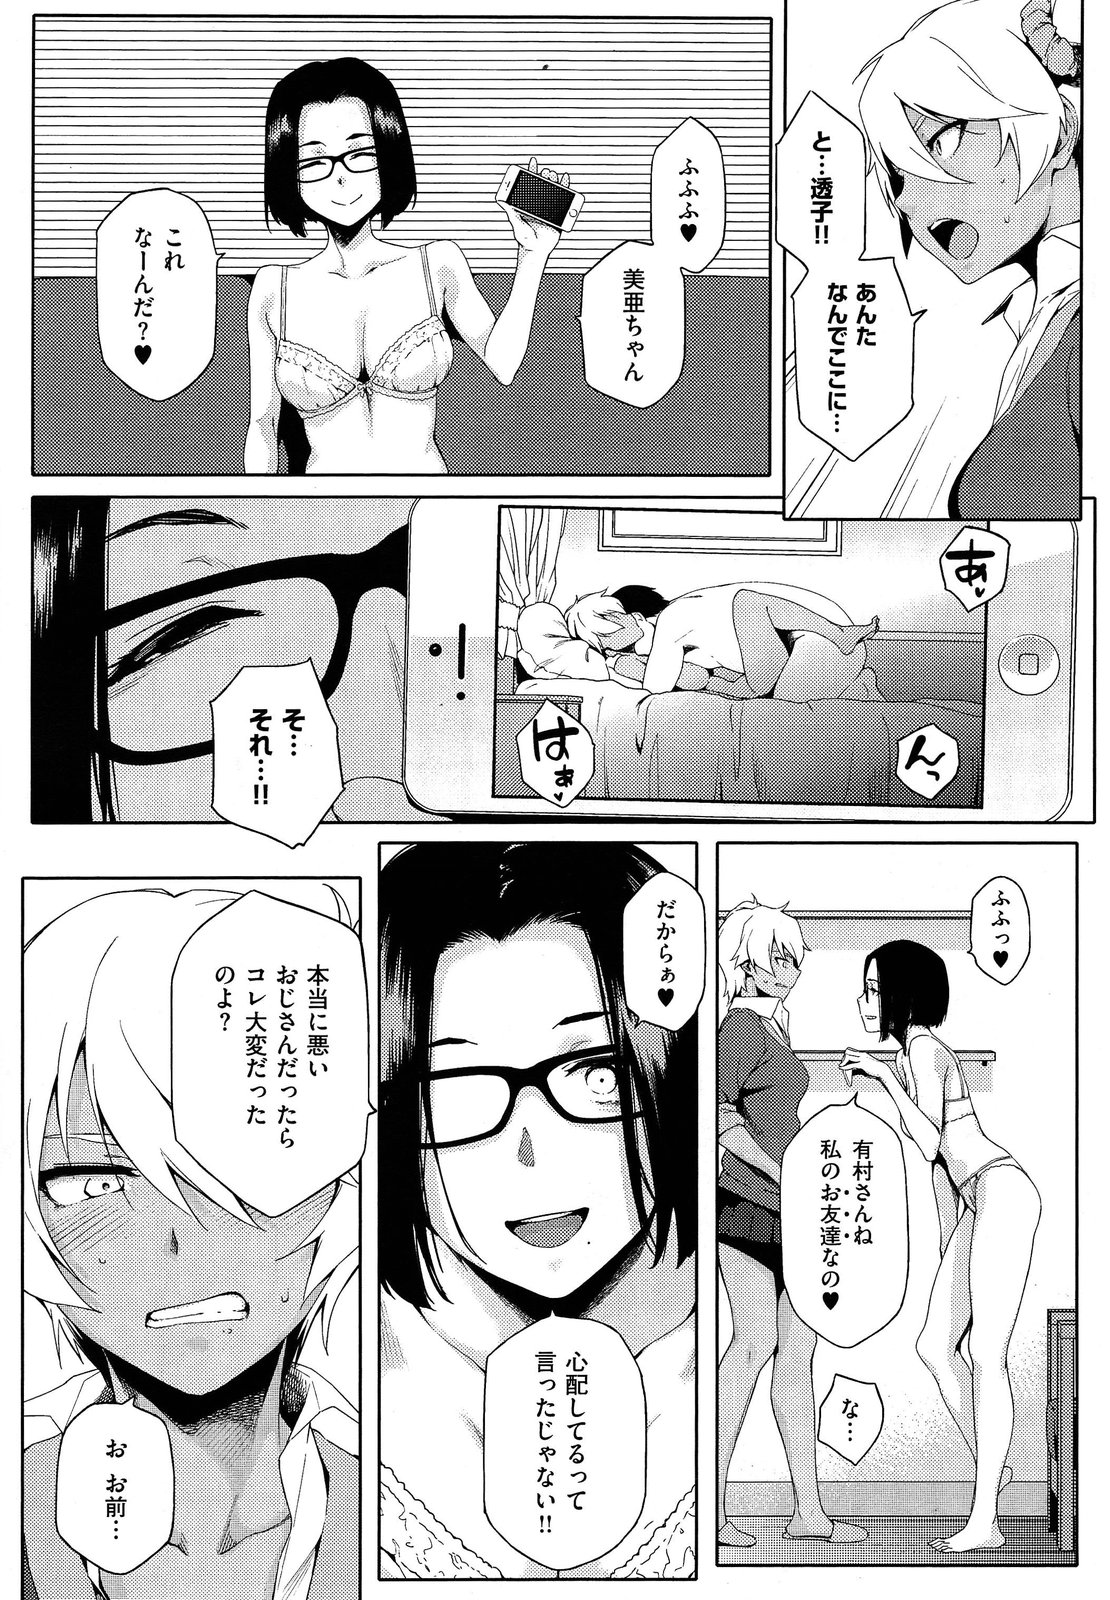 と…透子!!
あんた
なんでここに…
ふふふ♥
美亜ちゃん
これ
なーんだ?♥
あぁ♥
んっ
はぁ♥
そ…
それ…!!
ふふっ♥
有村さんね
私のお友達なの♥
な…
だからぁ♥
心配してるって
言ったじゃない!!
本当に悪い
おじさんだったら
コレ大変だった
のよ?
お お前…